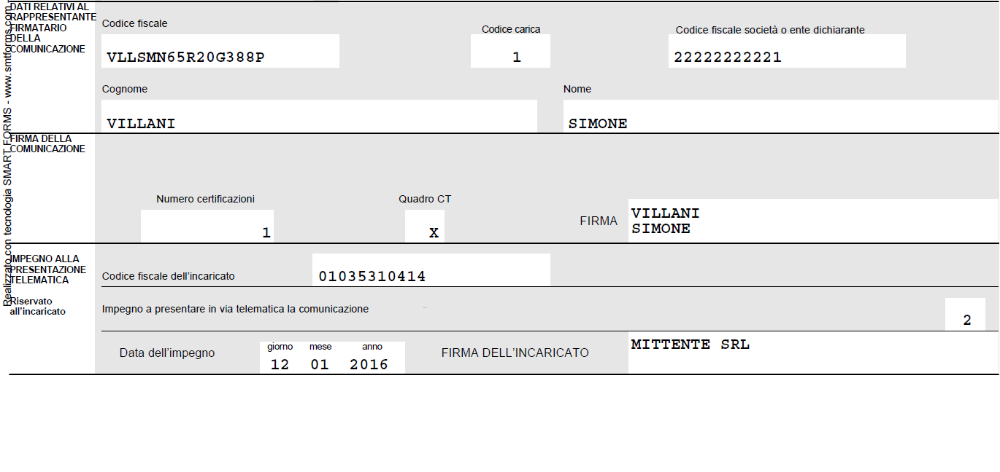 DATI RELATIVI AL
RAPPRESENTANTE
FIRMATARIO
DELLA
COMUNICAZIONE
Codice fiscale
Codice carica
Codice fiscale società o ente dichiarante
VLLSMN65R20G388P
1
22222222221
Cognome
Nome
VILLANI
SIMONE
FIRMA DELLA
COMUNICAZIONE
Numero certificazioni
Quadro CT
1
X
FIRMA
VILLANI
SIMONE
IMPEGNO ALLA
PRESENTAZIONE
TELEMATICA
Codice fiscale dell'incaricato
01035310414
Riservato
all'incaricato
Impegno a presentare in via telematica la comunicazione
2
Data dell'impegno
giorno mese anno
12 01 2016
FIRMA DELL'INCARICATO
MITTENTE SRL
Realizzato con tecnologia SMART FORMS - www.smtforms.com -